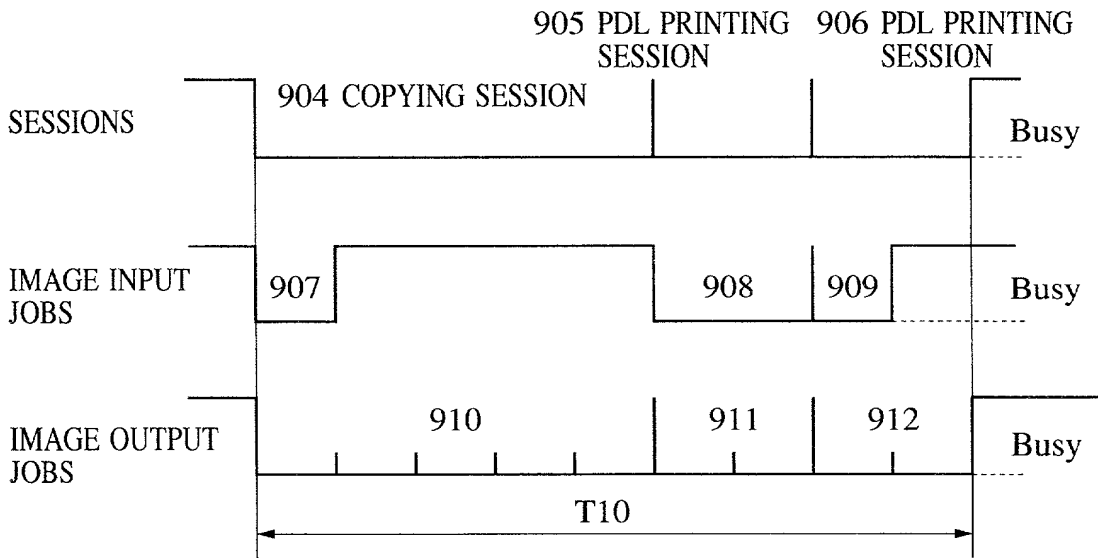 905 PDL PRINTING SESSION
906 PDL PRINTING SESSION
904 COPYING SESSION
SESSIONS
Busy
IMAGE INPUT
JOBS
907
908
909
Busy
IMAGE OUTPUT
JOBS
910
911
912
Busy
T10